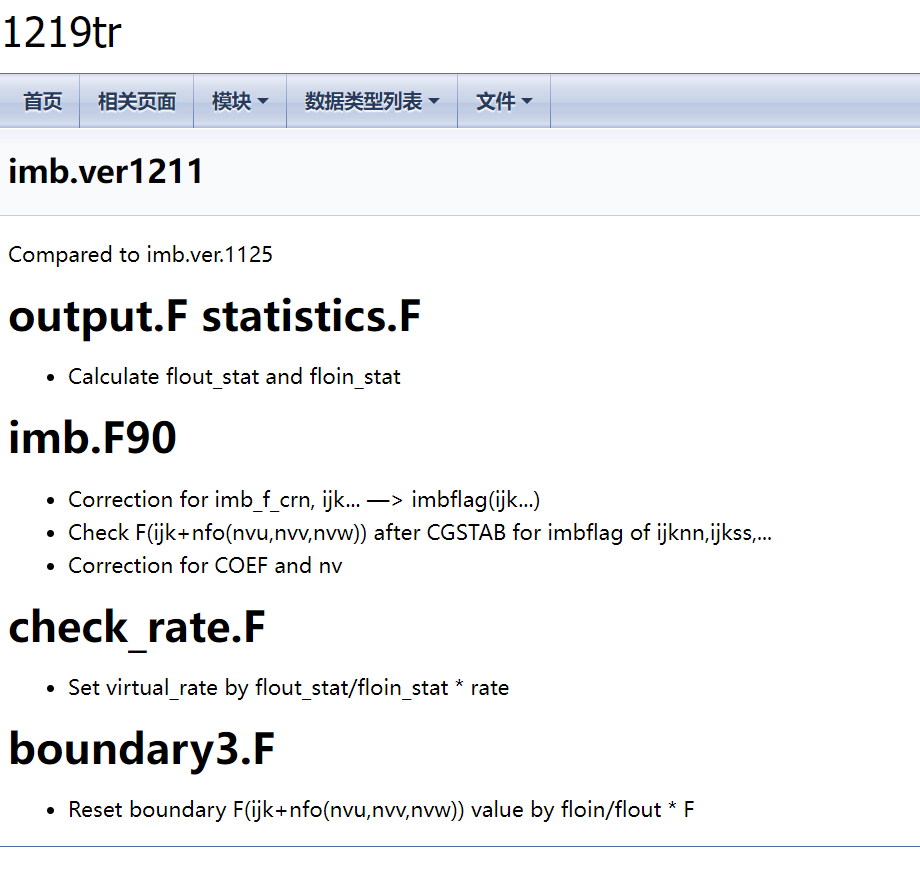 1219tr
首页 相关页面 模块 数据类型列表 文件
imb.ver1211
Compared to imb.ver.1125
output.F statistics.F
• Calculate flout_stat and floin_stat
imb.F90
• Correction for imb_f_crn, ijk... —> imbflag(ijk...)
• Check F(ijk+nfo(nvu,nvv,nvw)) after CGSTAB for imbflag of ijknn,ijkss,...
• Correction for COEF and nv
check_rate.F
• Set virtual_rate by flout_stat/floin_stat * rate
boundary3.F
• Reset boundary F(ijk+nfo(nvu,nvv,nvw)) value by floin/flout * F